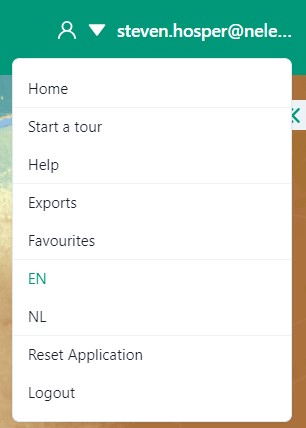 steven.hosper@nele...
Home
Start a tour
Help
Exports
Favourites
EN
NL
Reset Application
Logout